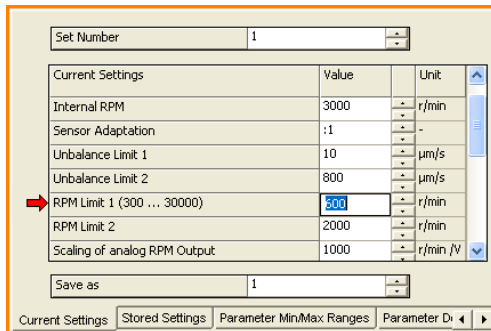 Set Number 1
Current Settings Value Unit
Internal RPM 3000 r/min
Sensor Adaptation :1 -
Unbalance Limit 1 10 µm/s
Unbalance Limit 2 800 µm/s
RPM Limit 1 (300 ... 30000) 600 r/min
RPM Limit 2 2000 r/min
Scaling of analog RPM Output 1000 r/min /V
Save as 1
Current Settings Stored Settings Parameter Min/Max Ranges Parameter